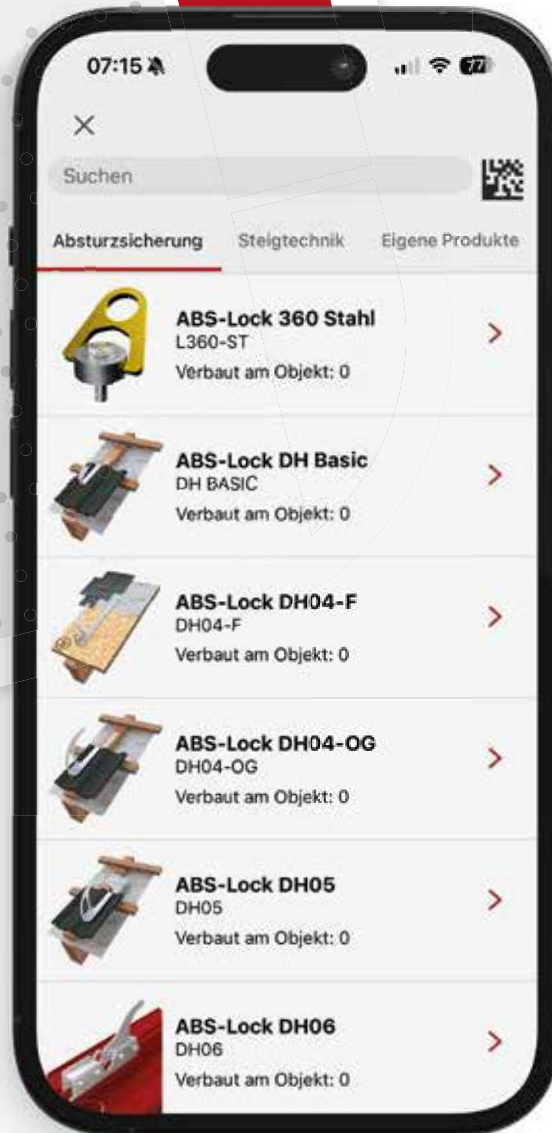 07:15
77
Suchen
Absturzsicherung Steigtechnik Eigene Produkte
ABS-Lock 360 Stahl
L360-ST
Verbaut am Objekt: 0
ABS-Lock DH Basic
DH BASIC
Verbaut am Objekt: 0
ABS-Lock DH04-F
DH04-F
Verbaut am Objekt: 0
ABS-Lock DH04-OG
DH04-OG
Verbaut am Objekt: 0
ABS-Lock DH05
DH05
Verbaut am Objekt: 0
ABS-Lock DH06
DH06
Verbaut am Objekt: 0